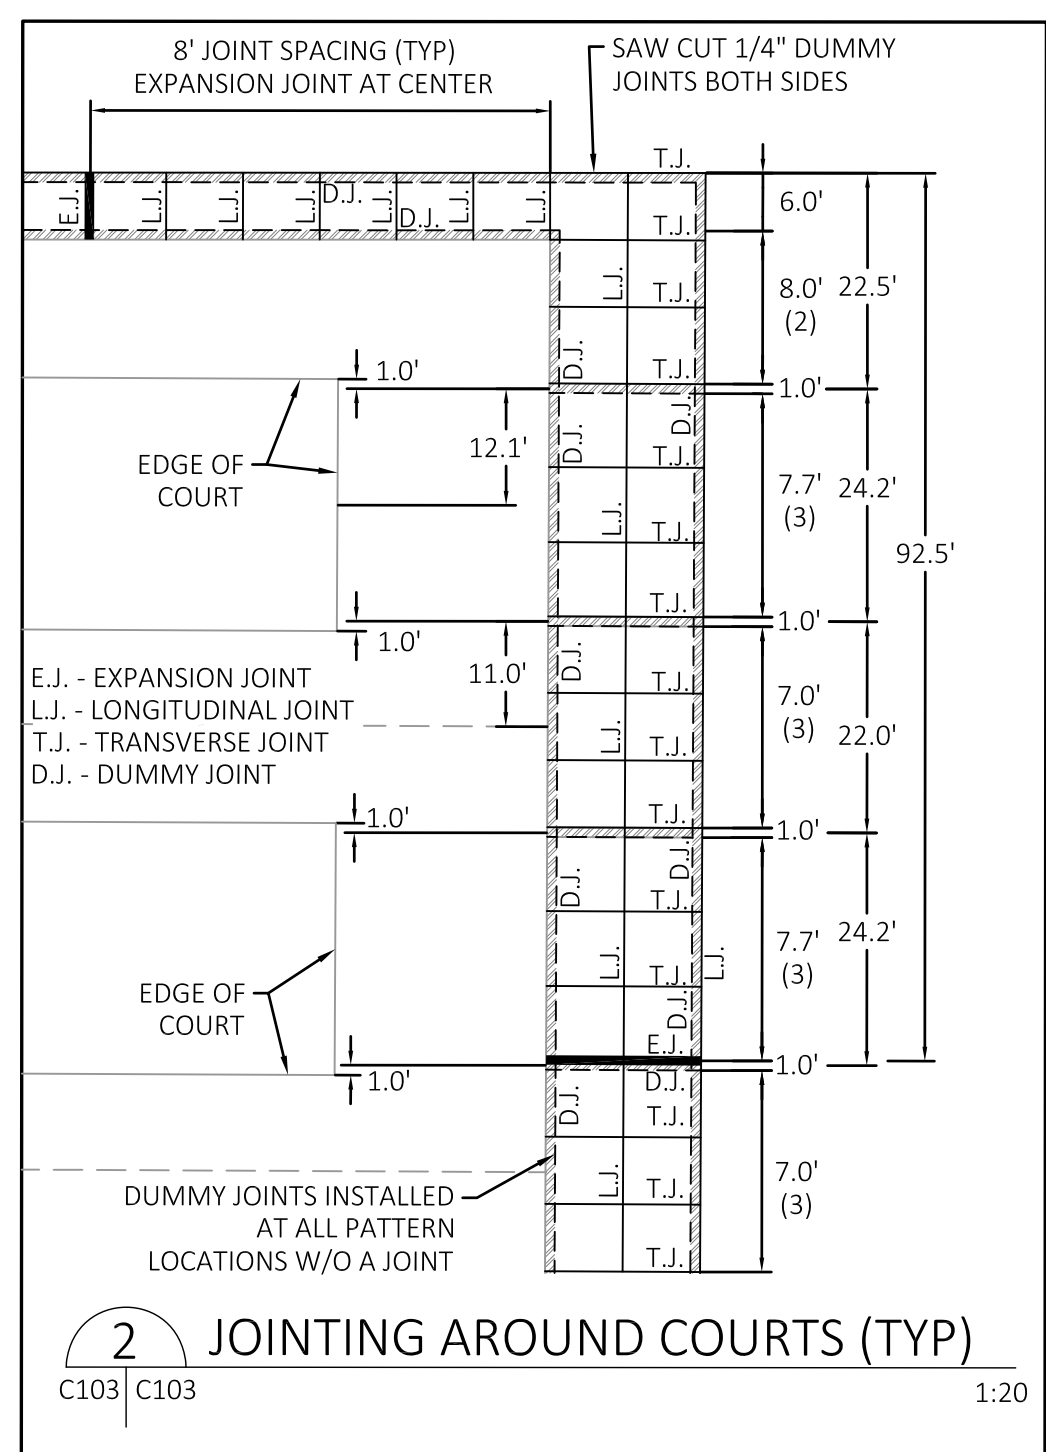 8' JOINT SPACING (TYP)
EXPANSION JOINT AT CENTER
SAW CUT 1/4" DUMMY
JOINTS BOTH SIDES
T.J.
E.J.
L.J.
L.J.
L.J.
D.J.
L.J.
D.J.
L.J.
L.J.
T.J.
6.0'
L.J.
T.J.
8.0'
(2)
22.5'
D.J.
T.J.
1.0'
1.0'
D.J.
EDGE OF
COURT
12.1'
D.J.
T.J.
7.7'
(3)
24.2'
L.J.
T.J.
92.5'
T.J.
1.0'
1.0'
E.J. - EXPANSION JOINT
L.J. - LONGITUDINAL JOINT
T.J. - TRANSVERSE JOINT
D.J. - DUMMY JOINT
11.0'
D.J.
T.J.
7.0'
(3)
22.0'
L.J.
T.J.
1.0'
T.J.
1.0'
D.J.
D.J.
T.J.
7.7'
(3)
24.2'
L.J.
T.J.
L.J.
EDGE OF
COURT
D.J.
E.J.
1.0'
1.0'
D.J.
D.J.
T.J.
L.J.
T.J.
7.0'
(3)
DUMMY JOINTS INSTALLED
AT ALL PATTERN
LOCATIONS W/O A JOINT
T.J.
2
C103
C103
JOINTING AROUND COURTS (TYP)
1:20